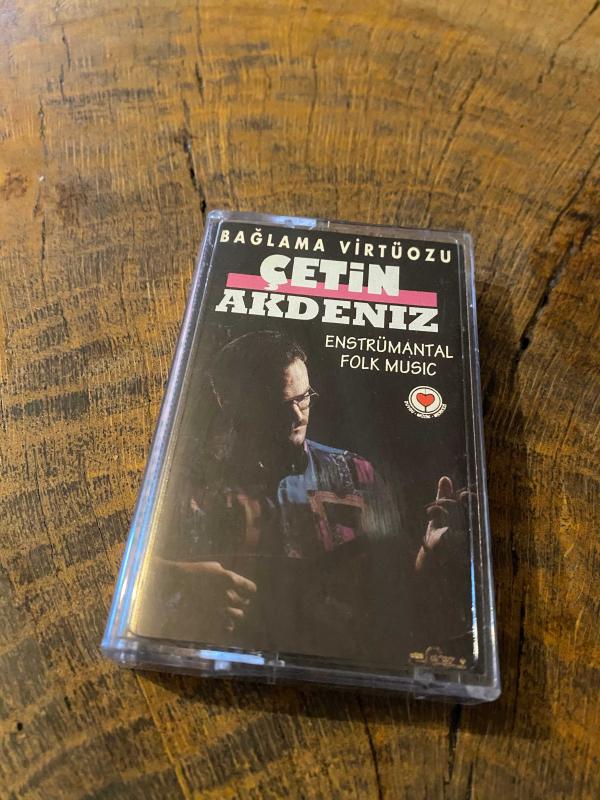 BAĞLAMA VİRTÜOZU
ÇETİN
AKDENIZ
ENSTRÜMANTAL
FOLK MUSIC